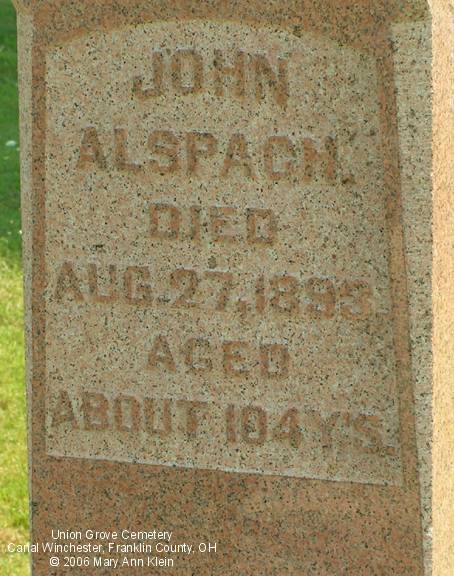 JOHN
ALSPACH.
DIED
AUG. 27, 1893.
AGED
ABOUT 104 Y'S.
Union Grove Cemetery
Canal Winchester, Franklin County, OH
© 2006 Mary Ann Klein